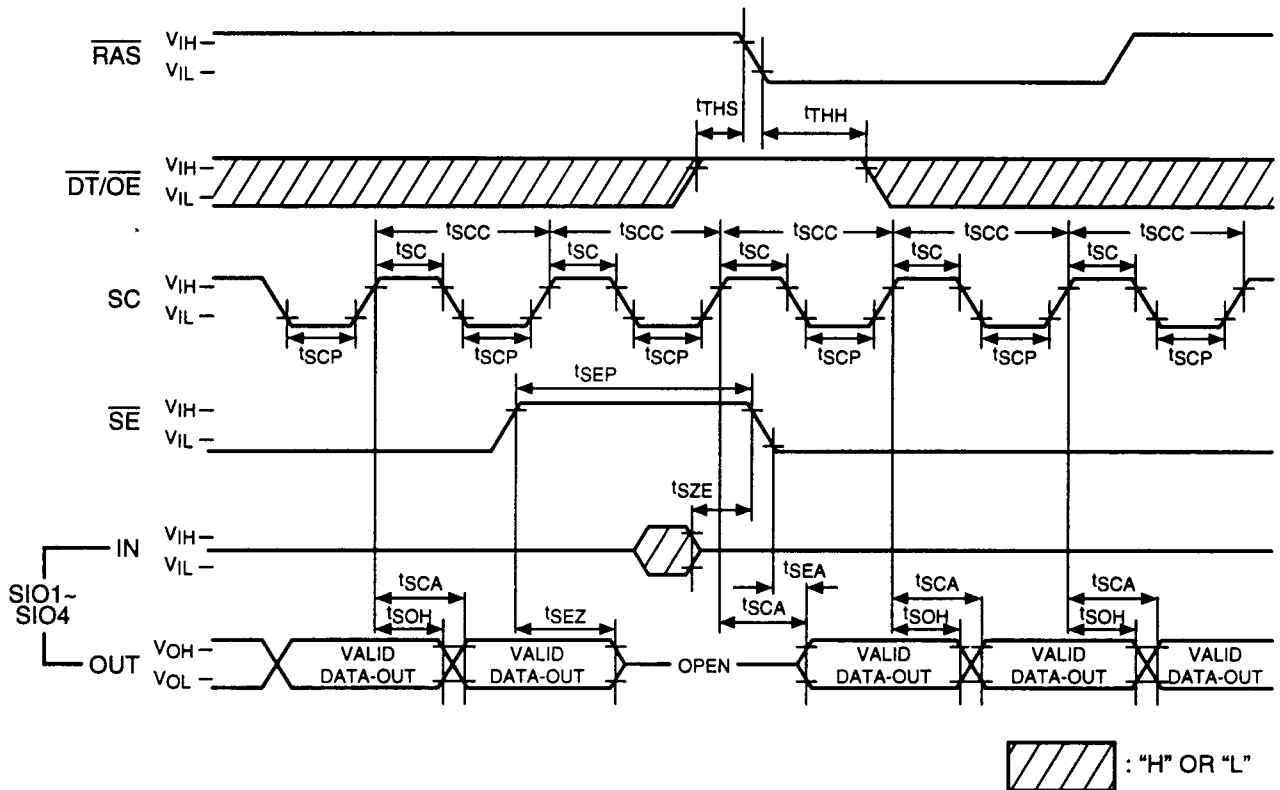 RAS VIH VIL
tTHS tTHH
DT/OE VIH VIL
tSCC tSCC tSCC tSCC tSCC
tSC tSC tSC tSC tSC
SC VIH VIL
tSCP tSCP tSCP tSCP tSCP tSCP
tSEP
SE VIH VIL
tSZE
IN VIH VIL
SIO1~
SIO4
tSEA
tSCA tSCA tSCA tSCA
tSOH tSEZ tSOH tSOH
OUT VOH VOL
VALID DATA-OUT
VALID DATA-OUT
OPEN
VALID DATA-OUT
VALID DATA-OUT
VALID DATA-OUT
: "H" OR "L"